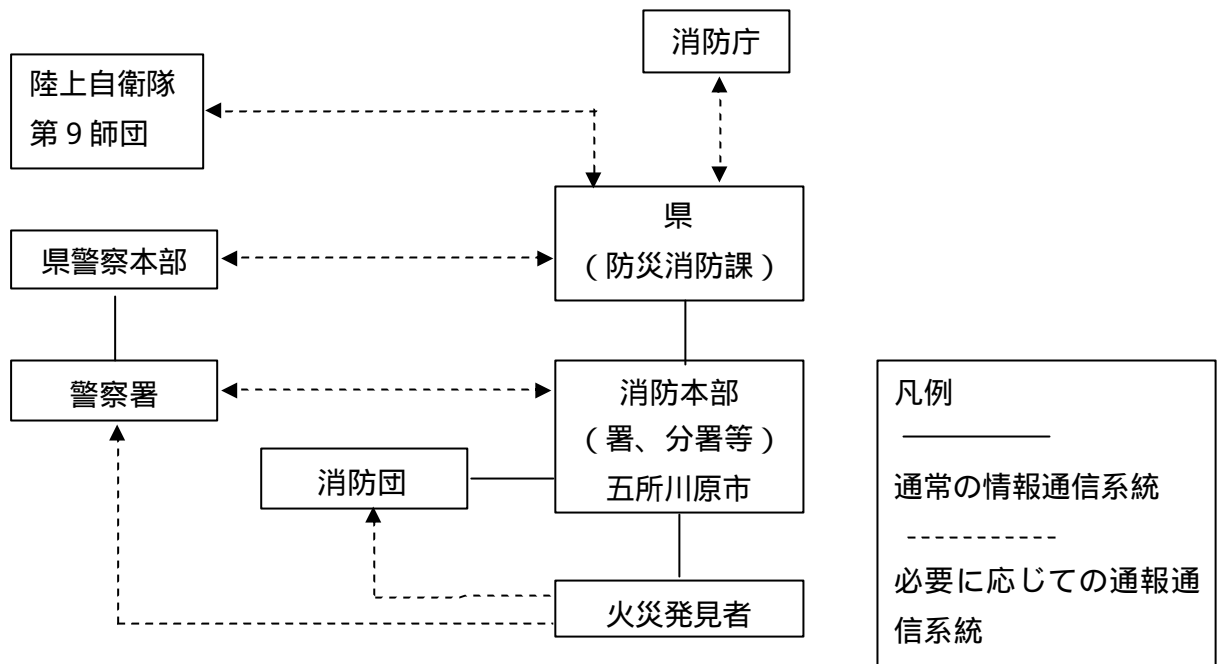 消防庁
陸上自衛隊
第９師団
県
（防災消防課）
県警察本部
警察署
消防本部
（署、分署等）
五所川原市
消防団
火災発見者
凡例
通常の情報通信系統
必要に応じての通報通
信系統